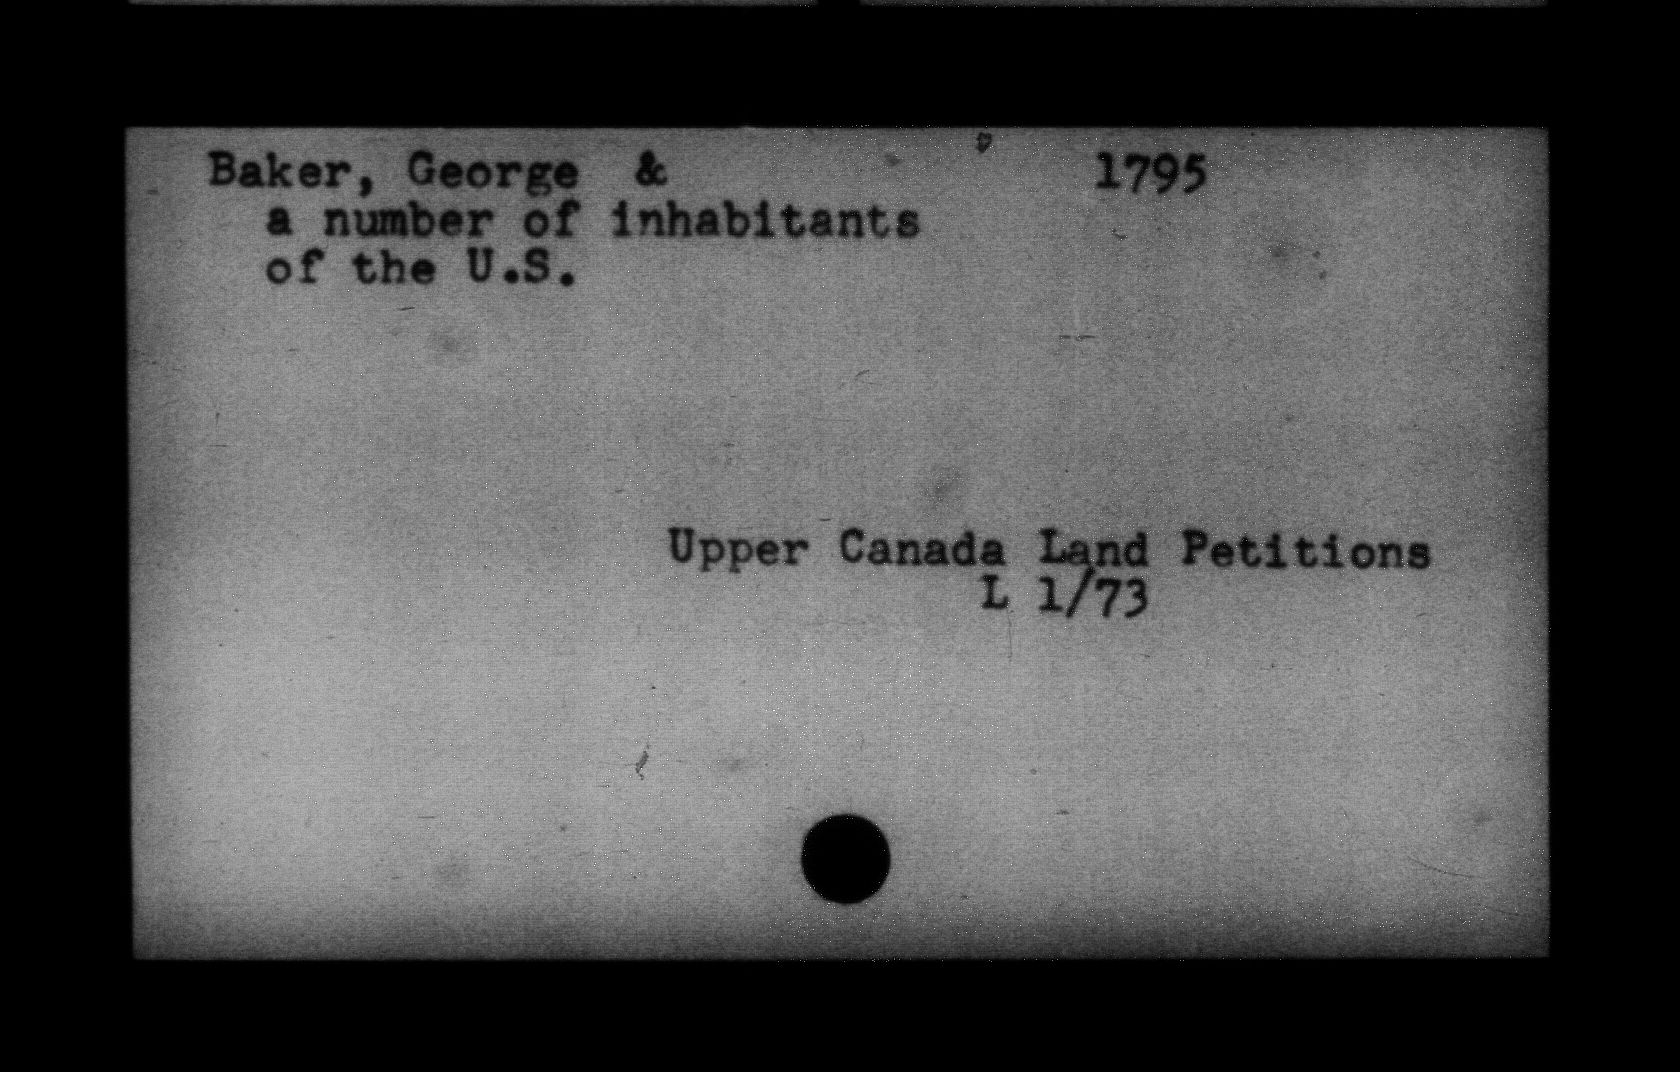 Baker, George & 1795
a number of inhabitants
of the U.S.
Upper Canada Land Petitions
L 1/73